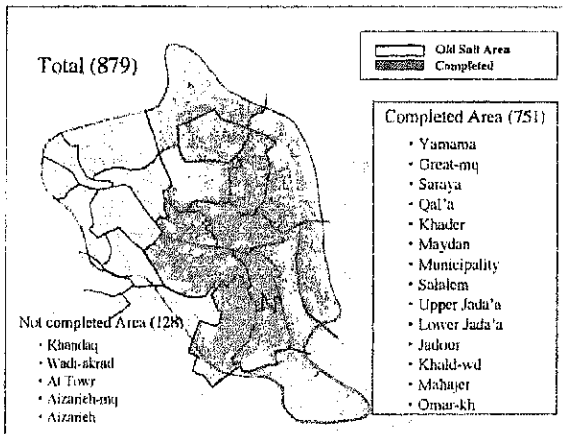 Total (879)
Old Salt Area
Completed
Completed Area (751)
• Yamama
• Great-mq
• Saraya
• Qal'a
• Khader
• Maydan
• Municipality
• Salalem
• Upper Jada'a
• Lower Jada'a
• Jadoor
• Khald-wd
• Mahajer
• Omar-kh
Not completed Area (128)
• Khandaq
• Wadi-akrad
• At Towr
• Aizarieh-mq
• Aizarieh